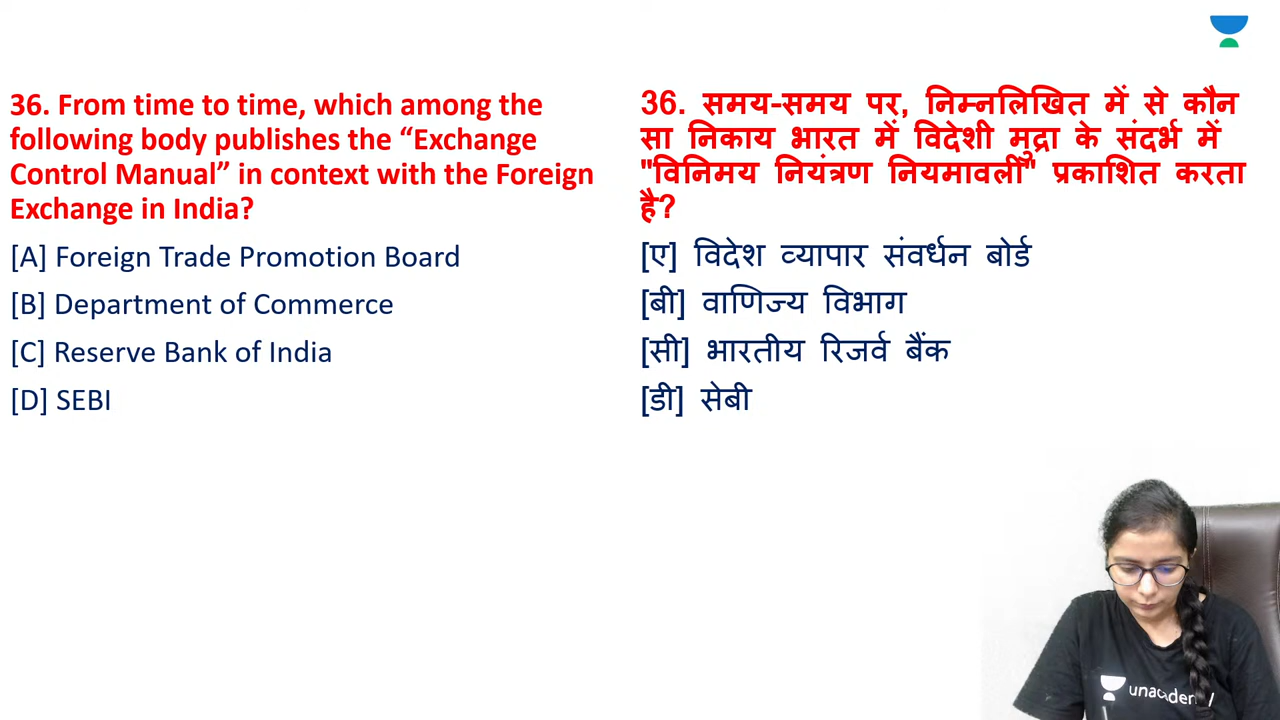 36. From time to time, which among the
following body publishes the “Exchange
Control Manual” in context with the Foreign
Exchange in India?
[A] Foreign Trade Promotion Board
[B] Department of Commerce
[C] Reserve Bank of India
[D] SEBI
36. समय-समय पर, निम्नलिखित में से कौन
सा निकाय भारत में विदेशी मुद्रा के संदर्भ में
"विनिमय नियंत्रण नियमावली" प्रकाशित करता
है?
[ए] विदेश व्यापार संवर्धन बोर्ड
[बी] वाणिज्य विभाग
[सी] भारतीय रिजर्व बैंक
[डी] सेबी